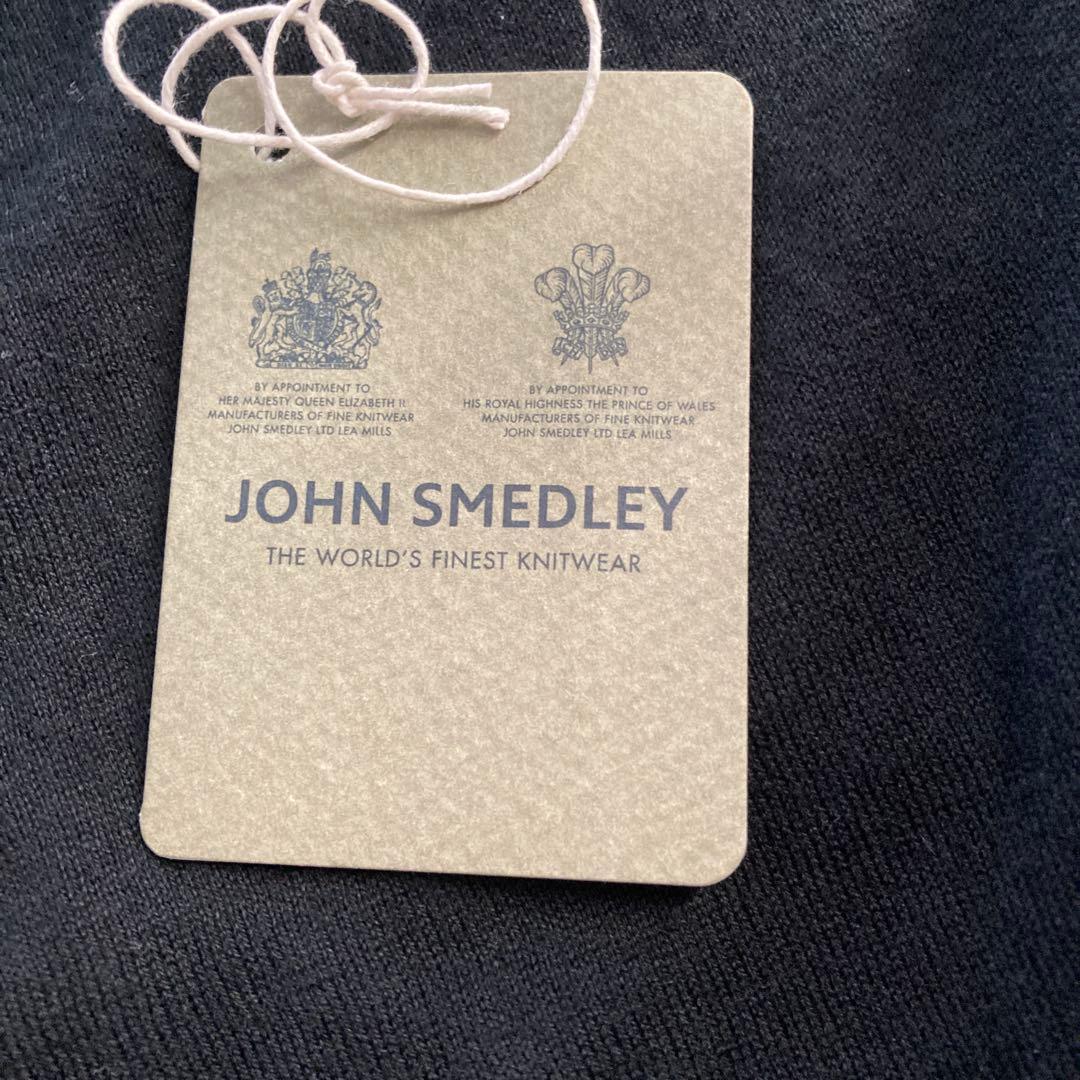 BY APPOINTMENT TO
HER MAJESTY QUEEN ELIZABETH II
MANUFACTURERS OF FINE KNITWEAR
JOHN SMEDLEY LTD LEA MILLS
BY APPOINTMENT TO
HIS ROYAL HIGHNESS THE PRINCE OF WALES
MANUFACTURERS OF FINE KNITWEAR
JOHN SMEDLEY LTD LEA MILLS
JOHN SMEDLEY
THE WORLD'S FINEST KNITWEAR